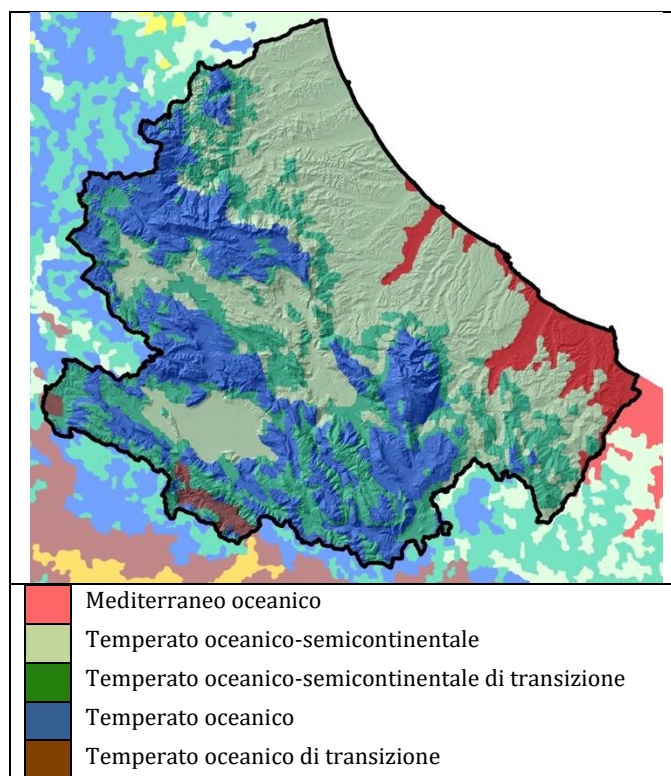 Mediterraneo oceanico
Temperato oceanico-semicontinentale
Temperato oceanico-semicontinentale di transizione
Temperato oceanico
Temperato oceanico di transizione